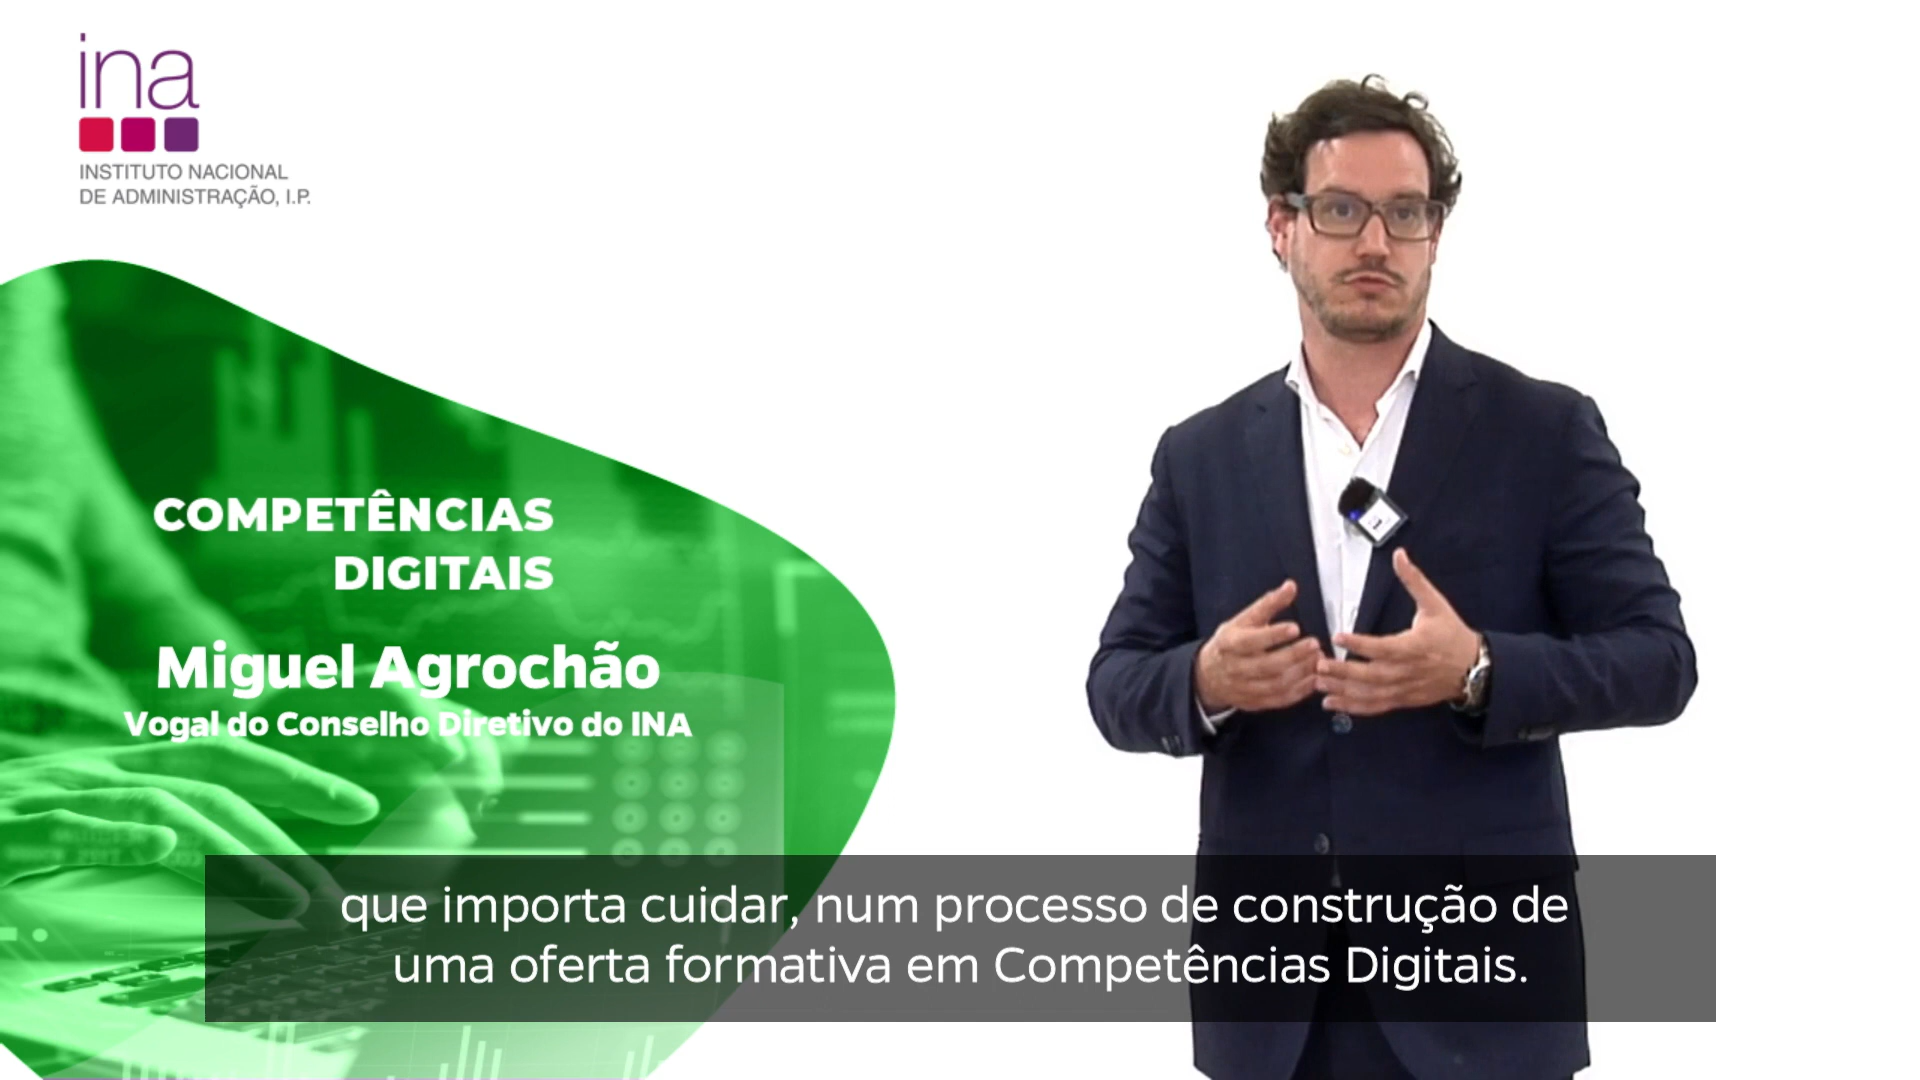 ina
INSTITUTO NACIONAL
DE ADMINISTRAÇÃO, I.P.
COMPETÊNCIAS
DIGITAIS
Miguel Agrochão
Vogal do Conselho Diretivo do INA
que importa cuidar, num processo de construção de
uma oferta formativa em Competências Digitais.